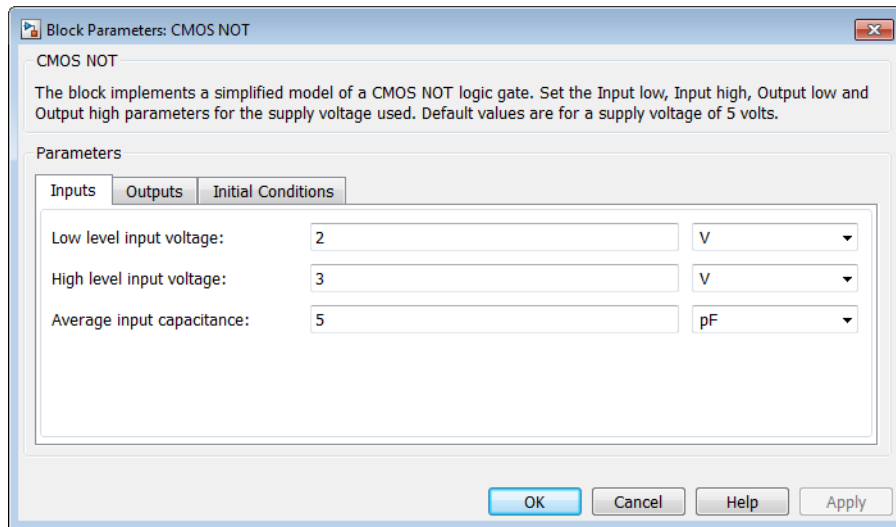 Block Parameters: CMOS NOT
CMOS NOT
The block implements a simplified model of a CMOS NOT logic gate. Set the Input low, Input high, Output low and
Output high parameters for the supply voltage used. Default values are for a supply voltage of 5 volts.
Parameters
Inputs Outputs Initial Conditions
Low level input voltage: 2 V
High level input voltage: 3 V
Average input capacitance: 5 pF
OK Cancel Help Apply